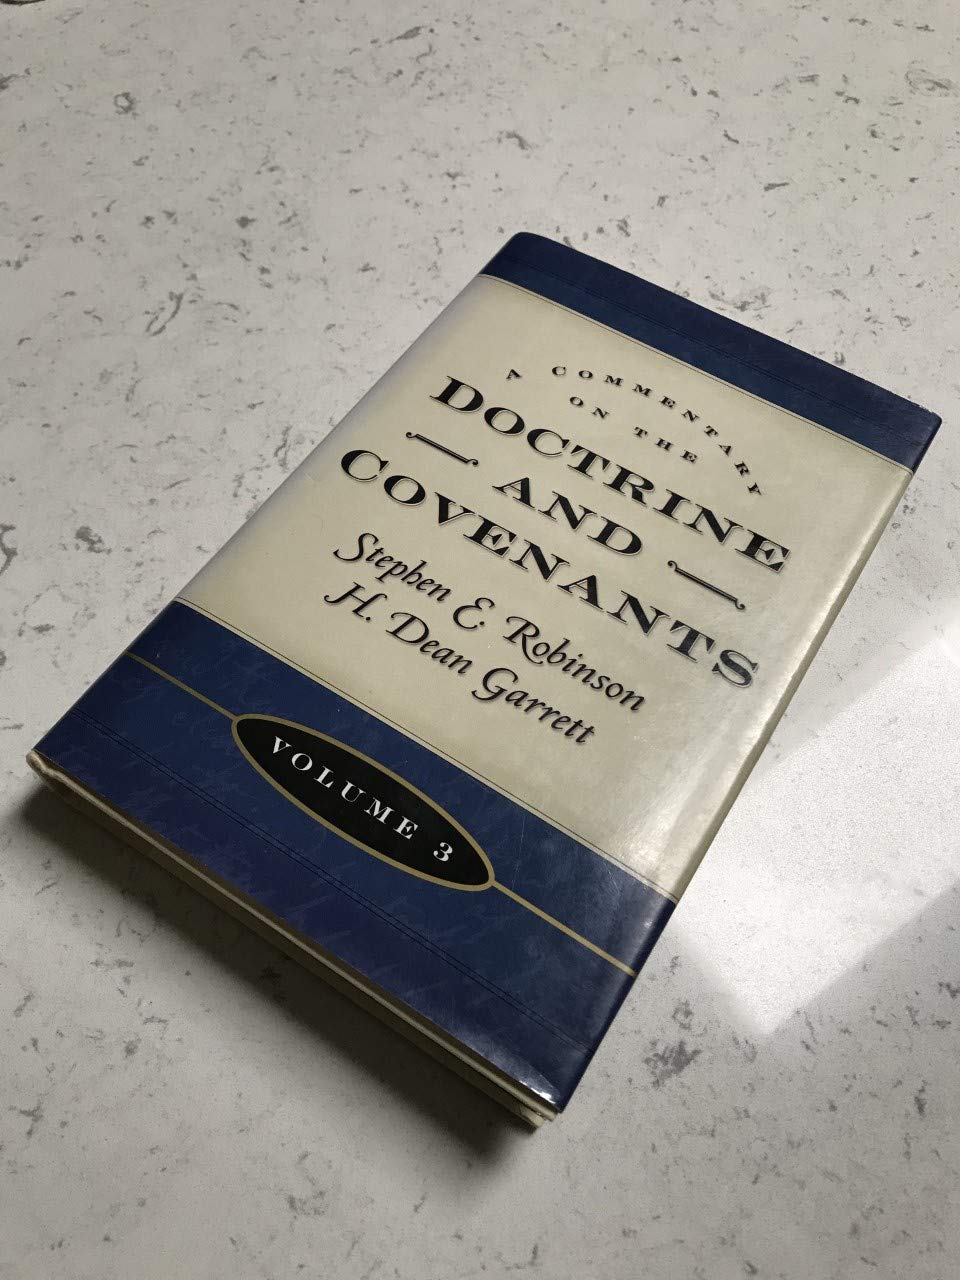 A COMMENTARY
ON THE
DOCTRINE
AND
COVENANTS
Stephen E. Robinson
H. Dean Garrett
VOLUME 3